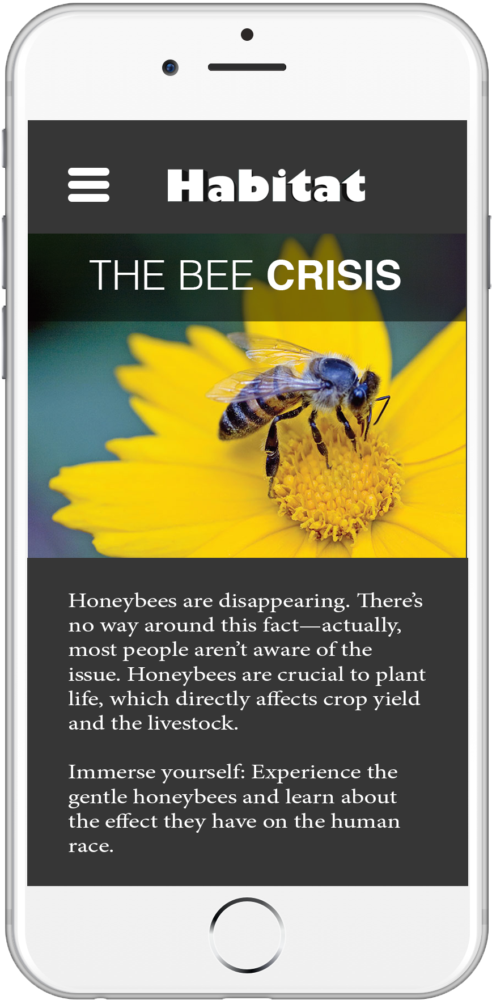 Habitat
THE BEE CRISIS
Honeybees are disappearing. There’s
no way around this fact—actually,
most people aren’t aware of the
issue. Honeybees are crucial to plant
life, which directly affects crop yield
and the livestock.
Immerse yourself: Experience the
gentle honeybees and learn about
the effect they have on the human
race.